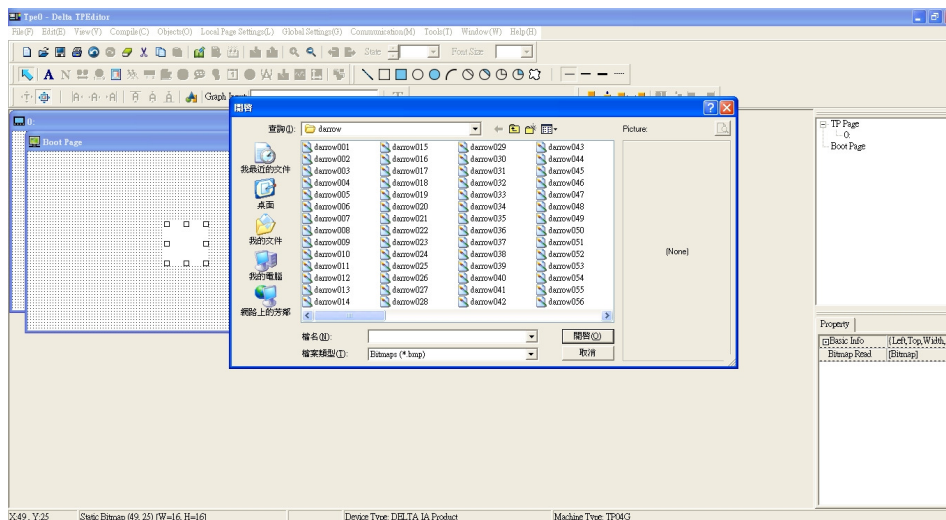 Tpe0 - Delta TPEditor
File(F) Edit(E) View(V) Compile(C) Objects(O) Local Page Settings(L) Global Settings(G) Communication(M) Tools(T) Window(W) Help(H)
State
Font Size
Graph Input
0:
Boot Page
開啓
查詢(I):
darrow
Picture:
我最近的文件
桌面
我的文件
我的電腦
網路上的芳鄰
darrow001 darrow015 darrow029 darrow043
darrow002 darrow016 darrow030 darrow044
darrow003 darrow017 darrow031 darrow045
darrow004 darrow018 darrow032 darrow046
darrow005 darrow019 darrow033 darrow047
darrow006 darrow020 darrow034 darrow048
darrow007 darrow021 darrow035 darrow049
darrow008 darrow022 darrow036 darrow050
darrow009 darrow023 darrow037 darrow051
darrow010 darrow024 darrow038 darrow052
darrow011 darrow025 darrow039 darrow053
darrow012 darrow026 darrow040 darrow054
darrow013 darrow027 darrow041 darrow055
darrow014 darrow028 darrow042 darrow056
(None)
檔名(N):
開啓(O)
檔案類型(T):
Bitmaps (*.bmp)
取消
TP Page
0:
Boot Page
Property
Basic Info {Left,Top,Width,
Bitmap Read [Bitmap]
X:49 , Y:25 Static Bitmap (49, 25) [W=16, H=16] Device Type: DELTA IA Product Machine Type: TP04G